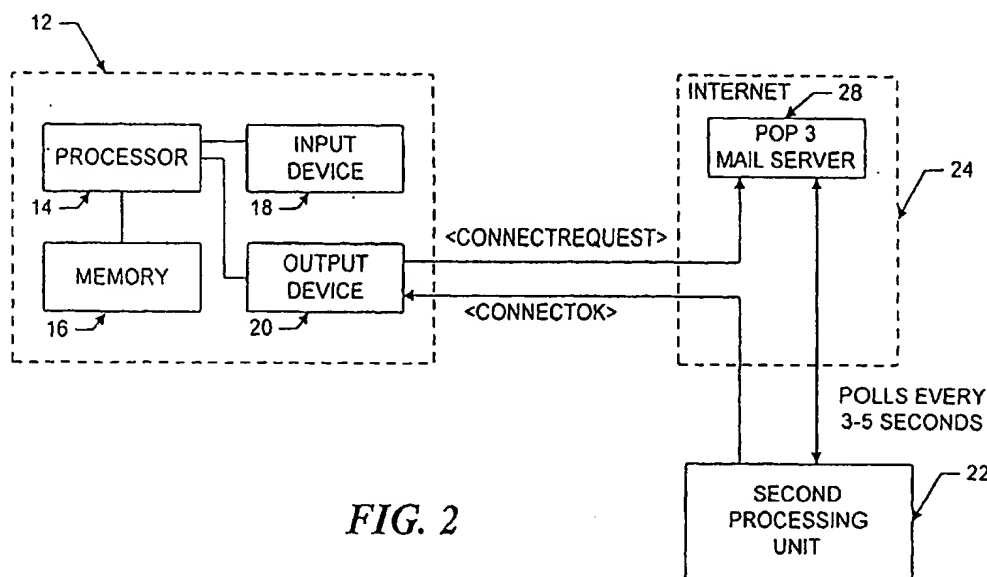 12
INTERNET
28
PROCESSOR
INPUT
DEVICE
POP 3
MAIL SERVER
14
18
24
<CONNECTREQUEST>
MEMORY
OUTPUT
DEVICE
16
20
<CONNECTOK>
POLLS EVERY
3-5 SECONDS
22
SECOND
PROCESSING
UNIT
FIG. 2